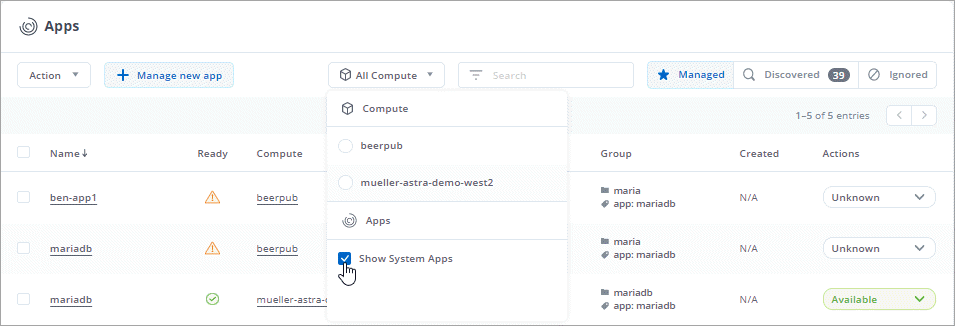 Apps
Action
+ Manage new app
All Compute
Search
Managed
Discovered 39
Ignored
Compute
1–5 of 5 entries
beerpub
mueller-astra-demo-west2
Apps
Show System Apps
Name Ready Compute Group Created Actions
ben-app1 beerpub maria N/A Unknown
app: mariadb
mariadb beerpub maria N/A Unknown
app: mariadb
mariadb mueller-astra- mariadb N/A Available
app: mariadb